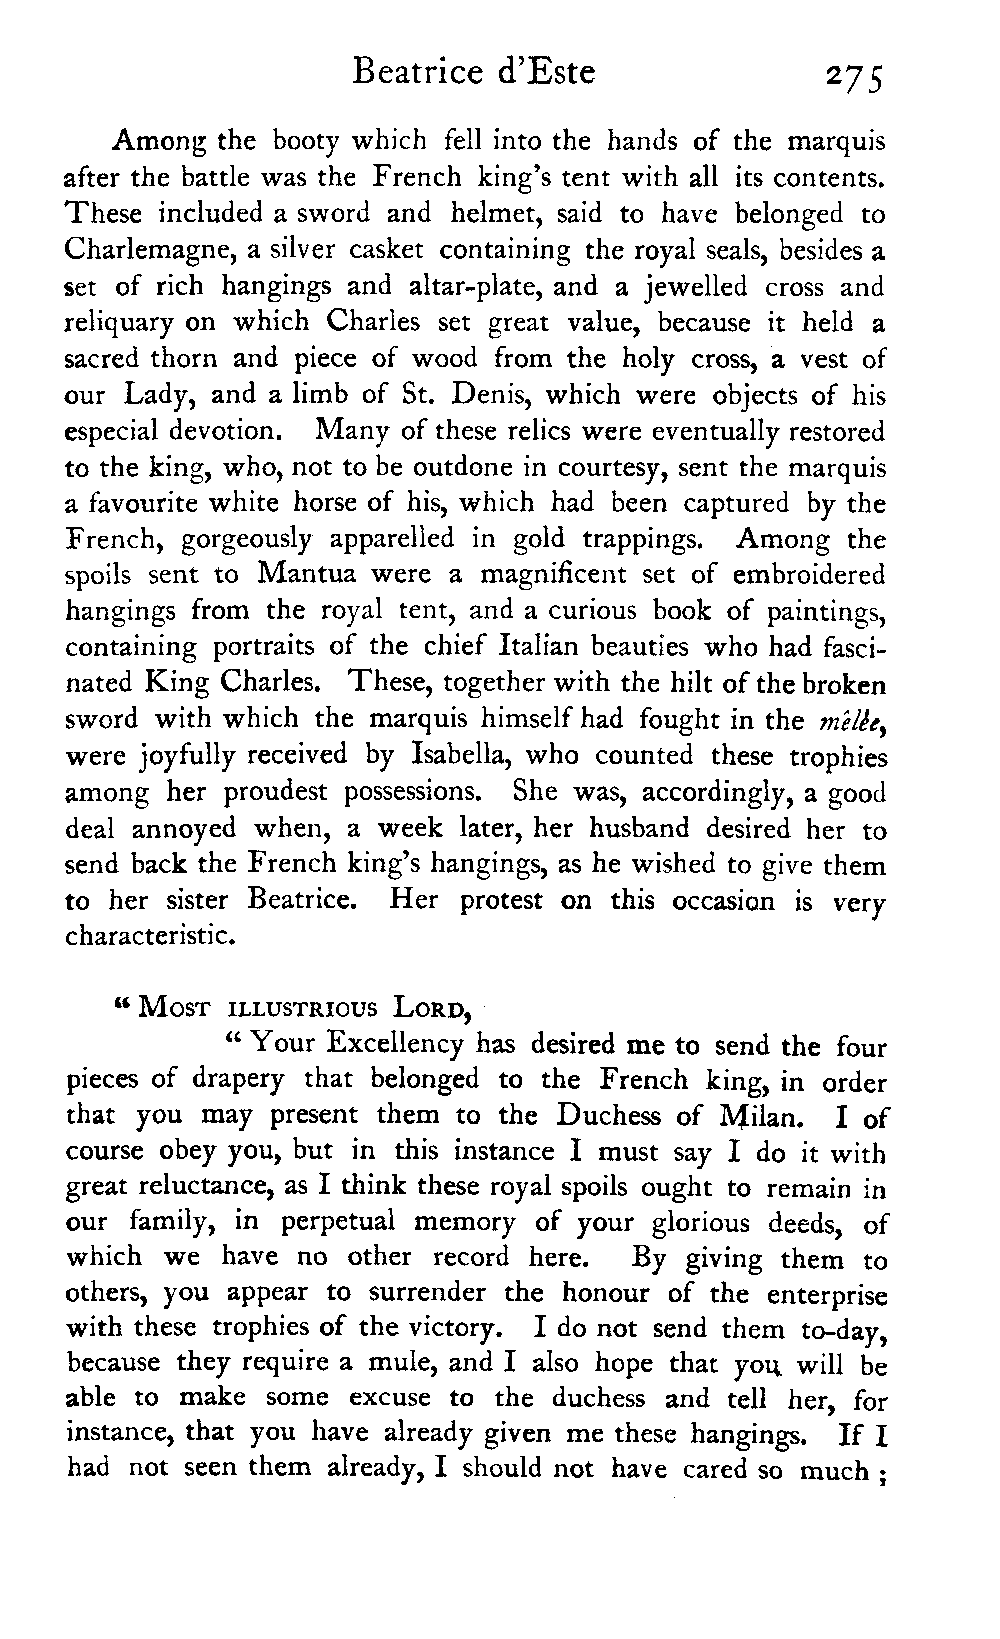 Beatrice d'Este 275
Among the booty which fell into the hands of the marquis
after the battle was the French king's tent with all its contents.
These included a sword and helmet, said to have belonged to
Charlemagne, a silver casket containing the royal seals, besides a
set of rich hangings and altar-plate, and a jewelled cross and
reliquary on which Charles set great value, because it held a
sacred thorn and piece of wood from the holy cross, a vest of
our Lady, and a limb of St. Denis, which were objects of his
especial devotion. Many of these relics were eventually restored
to the king, who, not to be outdone in courtesy, sent the marquis
a favourite white horse of his, which had been captured by the
French, gorgeously apparelled in gold trappings. Among the
spoils sent to Mantua were a magnificent set of embroidered
hangings from the royal tent, and a curious book of paintings,
containing portraits of the chief Italian beauties who had fasci-
nated King Charles. These, together with the hilt of the broken
sword with which the marquis himself had fought in the mêlée,
were joyfully received by Isabella, who counted these trophies
among her proudest possessions. She was, accordingly, a good
deal annoyed when, a week later, her husband desired her to
send back the French king's hangings, as he wished to give them
to her sister Beatrice. Her protest on this occasion is very
characteristic.
"Most illustrious Lord,
"Your Excellency has desired me to send the four
pieces of drapery that belonged to the French king, in order
that you may present them to the Duchess of Milan. I of
course obey you, but in this instance I must say I do it with
great reluctance, as I think these royal spoils ought to remain in
our family, in perpetual memory of your glorious deeds, of
which we have no other record here. By giving them to
others, you appear to surrender the honour of the enterprise
with these trophies of the victory. I do not send them to-day,
because they require a mule, and I also hope that you will be
able to make some excuse to the duchess and tell her, for
instance, that you have already given me these hangings. If I
had not seen them already, I should not have cared so much ;